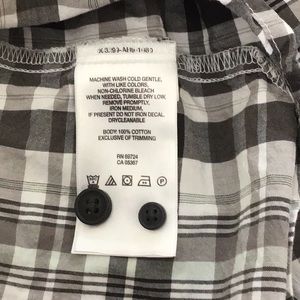 MACHINE WASH COLD GENTLE,
WITH LIKE COLORS,
NON-CHLORINE BLEACH
WHEN NEEDED, TUMBLE DRY LOW,
REMOVE PROMPTLY,
IRON MEDIUM,
IF PRESENT DO NOT IRON DECAL.
DRYCLEANABLE
BODY: 100% COTTON
EXCLUSIVE OF TRIMMING
RN 69724
CA 05367